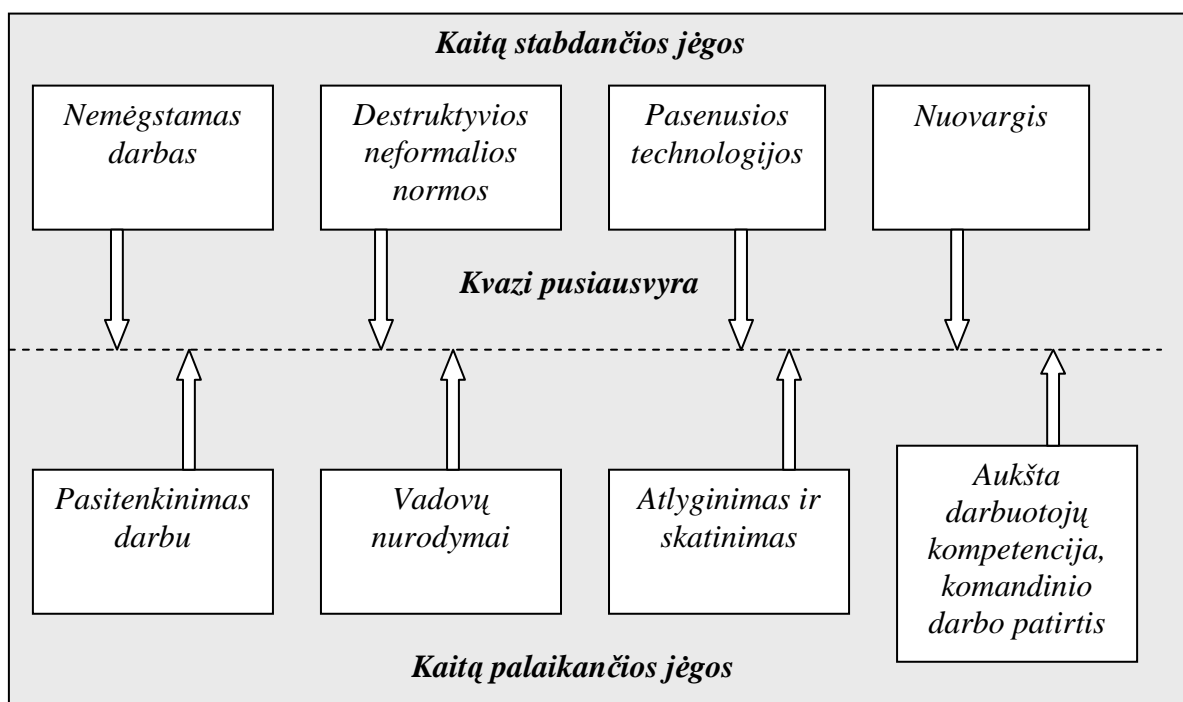 Kaitą stabdančios jėgos
Nemėgstamas
darbas
Destruktyvios
neformalios
normos
Pasenusios
technologijos
Nuovargis
Kvazi pusiausvyra
Pasitenkinimas
darbu
Vadovų
nurodymai
Atlyginimas ir
skatinimas
Aukšta
darbuotojų
kompetencija,
komandinio
darbo patirtis
Kaitą palaikančios jėgos